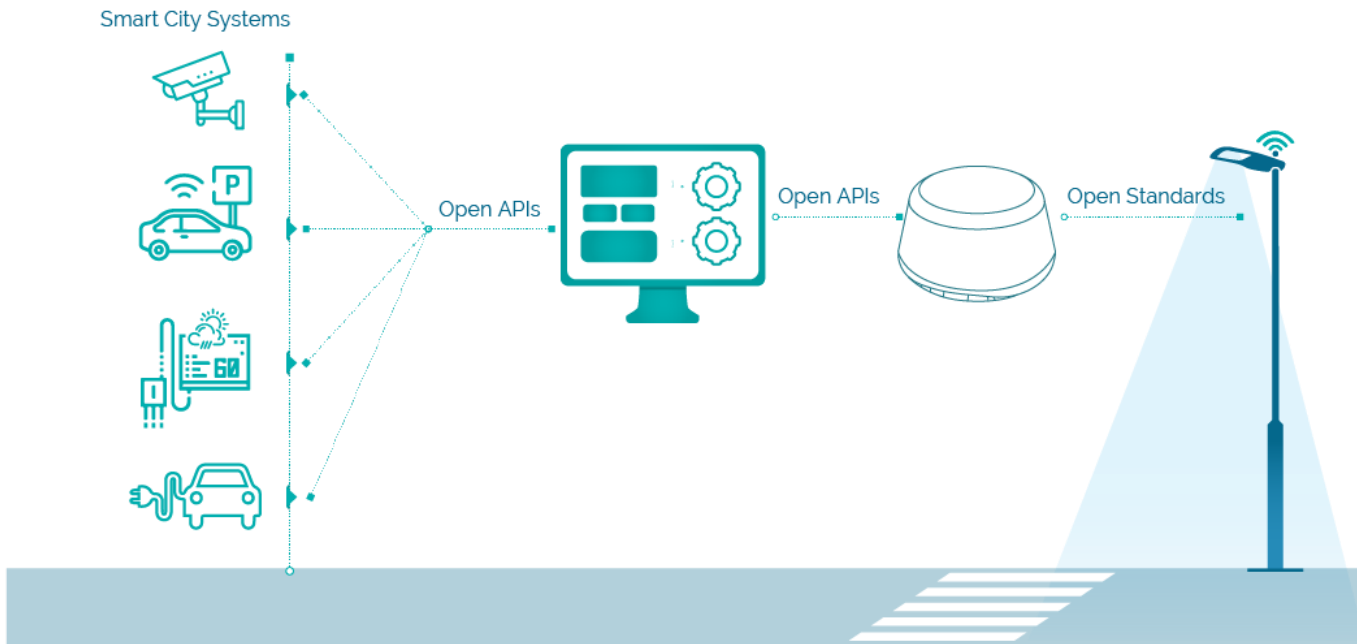 Smart City Systems
P
Open APIs
Open APIs
Open Standards
60